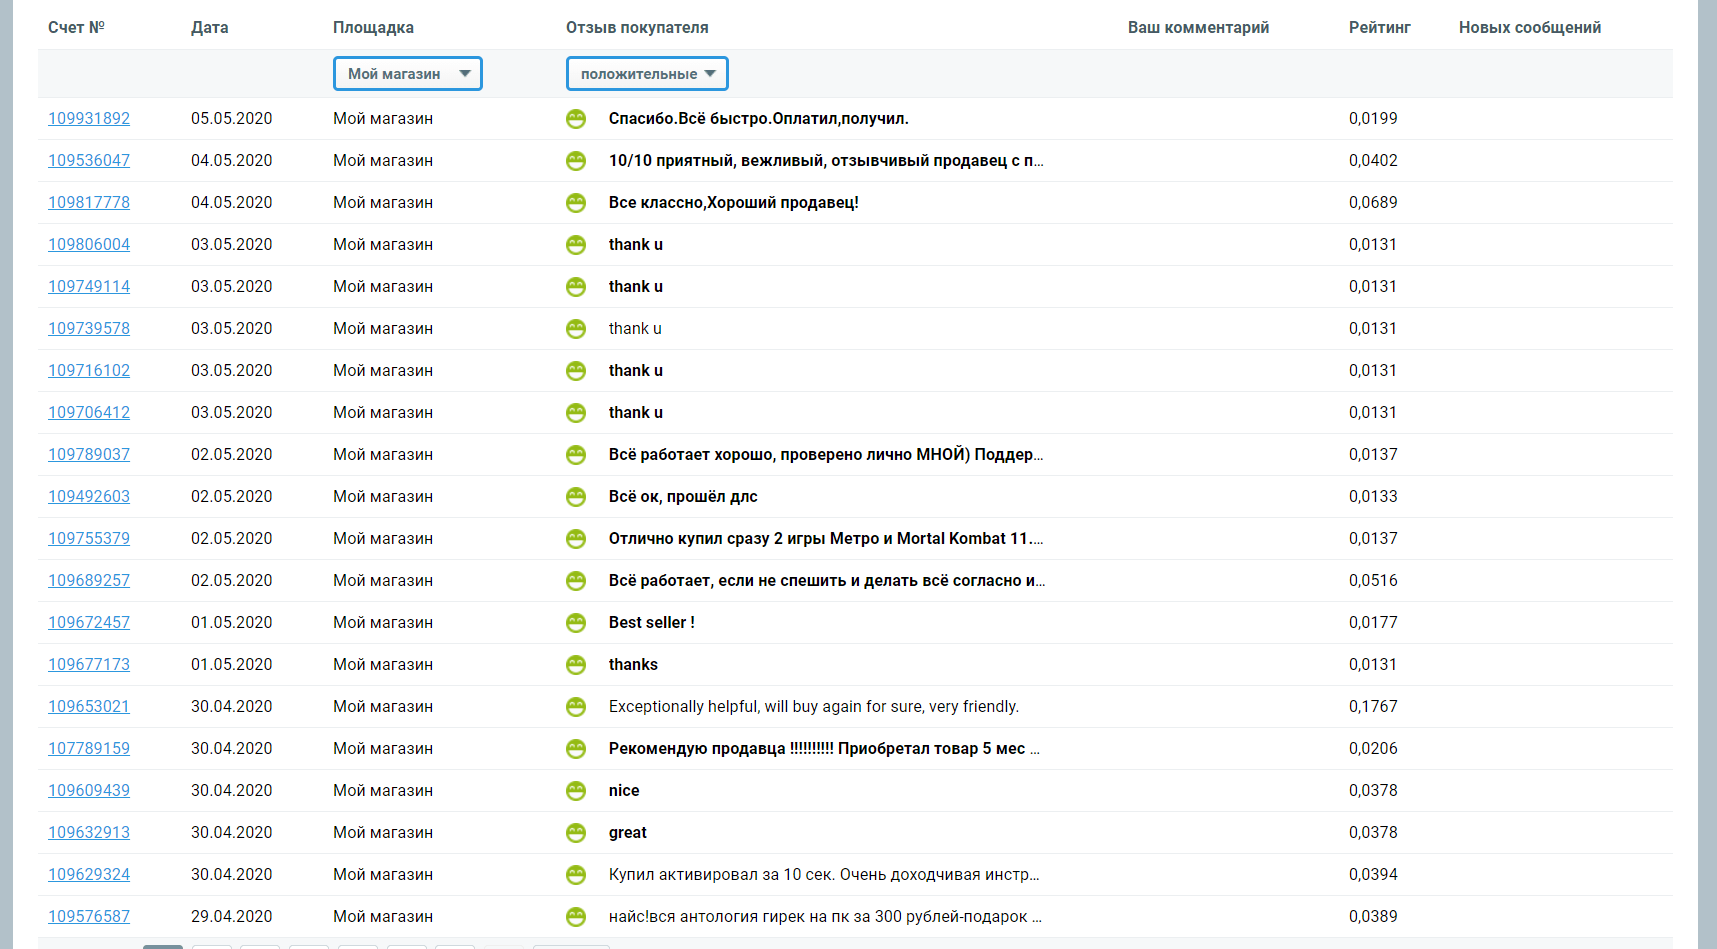 Счет № Дата Площадка Отзыв покупателя Ваш комментарий Рейтинг Новых сообщений
Мой магазин положительные
109931892 05.05.2020 Мой магазин Спасибо.Всё быстро.Оплатил,получил. 0,0199
109536047 04.05.2020 Мой магазин 10/10 приятный, вежливый, отзывчивый продавец с п... 0,0402
109817778 04.05.2020 Мой магазин Все классно,Хороший продавец! 0,0689
109806004 03.05.2020 Мой магазин thank u 0,0131
109749114 03.05.2020 Мой магазин thank u 0,0131
109739578 03.05.2020 Мой магазин thank u 0,0131
109716102 03.05.2020 Мой магазин thank u 0,0131
109706412 03.05.2020 Мой магазин thank u 0,0131
109789037 02.05.2020 Мой магазин Всё работает хорошо, проверено лично МНОЙ) Поддер... 0,0137
109492603 02.05.2020 Мой магазин Всё ок, прошёл длс 0,0133
109755379 02.05.2020 Мой магазин Отлично купил сразу 2 игры Метро и Mortal Kombat 11.... 0,0137
109689257 02.05.2020 Мой магазин Всё работает, если не спешить и делать всё согласно и... 0,0516
109672457 01.05.2020 Мой магазин Best seller ! 0,0177
109677173 01.05.2020 Мой магазин thanks 0,0131
109653021 30.04.2020 Мой магазин Exceptionally helpful, will buy again for sure, very friendly. 0,1767
107789159 30.04.2020 Мой магазин Рекомендую продавца !!!!!!!!!! Приобретал товар 5 мес ... 0,0206
109609439 30.04.2020 Мой магазин nice 0,0378
109632913 30.04.2020 Мой магазин great 0,0378
109629324 30.04.2020 Мой магазин Купил активировал за 10 сек. Очень доходчивая инстр... 0,0394
109576587 29.04.2020 Мой магазин найс!вся антология гирек на пк за 300 рублей-подарок ... 0,0389